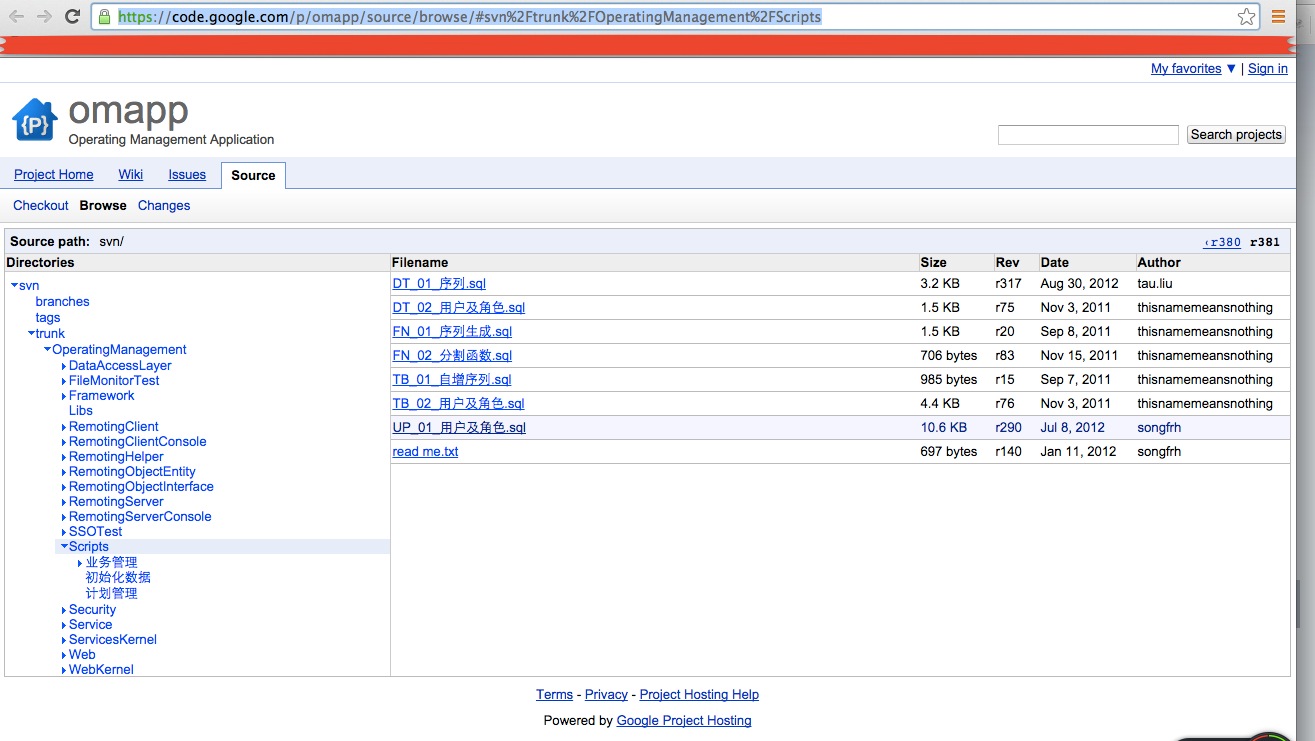 https://code.google.com/p/omapp/source/browse/#svn%2Ftrunk%2FOperatingManagement%2FScripts
My favorites ▼ | Sign in
{P}
omapp
Operating Management Application
Search projects
Project Home Wiki Issues Source
Checkout Browse Changes
Source path: svn/ ‹r380 r381
Directories Filename Size Rev Date Author
svn
branches
tags
trunk
OperatingManagement
DataAccessLayer
FileMonitorTest
Framework
Libs
RemotingClient
RemotingClientConsole
RemotingHelper
RemotingObjectEntity
RemotingObjectInterface
RemotingServer
RemotingServerConsole
SSOTest
Scripts
业务管理
初始化数据
计划管理
Security
Service
ServicesKernel
Web
WebKernel
DT_01_序列.sql 3.2 KB r317 Aug 30, 2012 tau.liu
DT_02_用户及角色.sql 1.5 KB r75 Nov 3, 2011 thisnamemeansnothing
FN_01_序列生成.sql 1.5 KB r20 Sep 8, 2011 thisnamemeansnothing
FN_02_分割函数.sql 706 bytes r83 Nov 15, 2011 thisnamemeansnothing
TB_01_自增序列.sql 985 bytes r15 Sep 7, 2011 thisnamemeansnothing
TB_02_用户及角色.sql 4.4 KB r76 Nov 3, 2011 thisnamemeansnothing
UP_01_用户及角色.sql 10.6 KB r290 Jul 8, 2012 songfrh
read me.txt 697 bytes r140 Jan 11, 2012 songfrh
Terms - Privacy - Project Hosting Help
Powered by Google Project Hosting